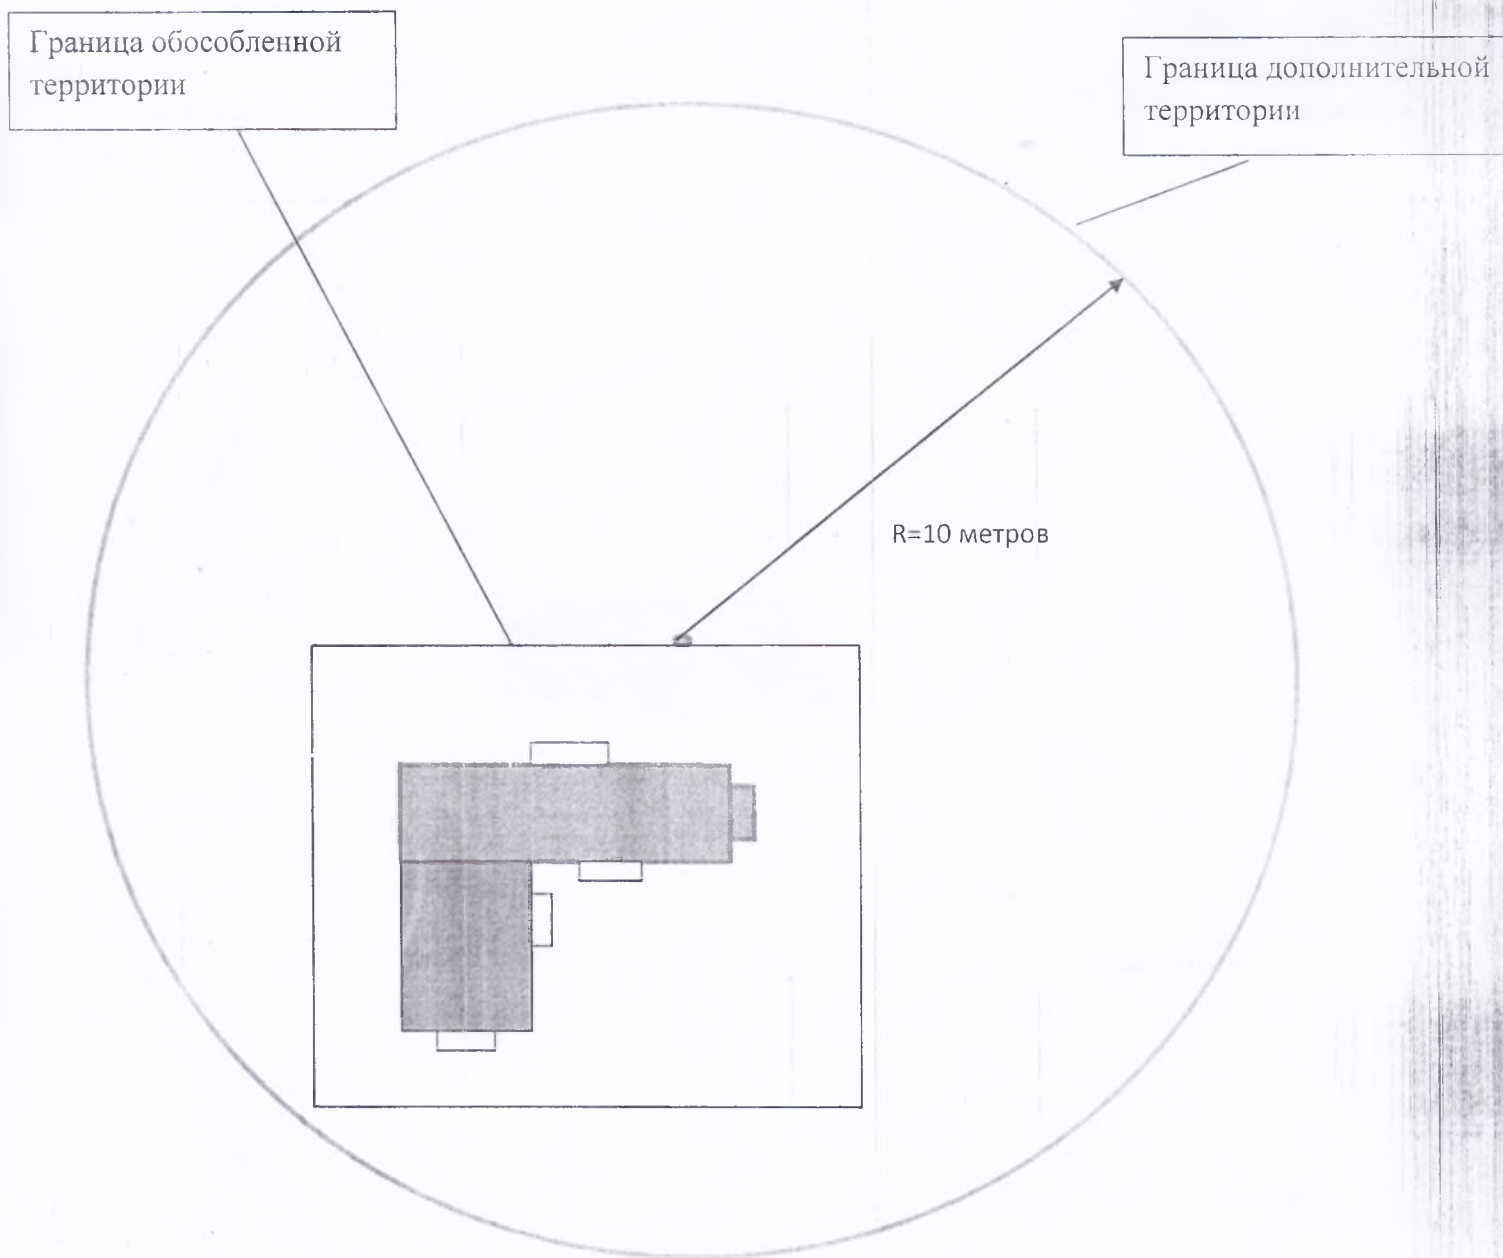 Граница обособленной
территории
Граница дополнительной
территории
R=10 метров